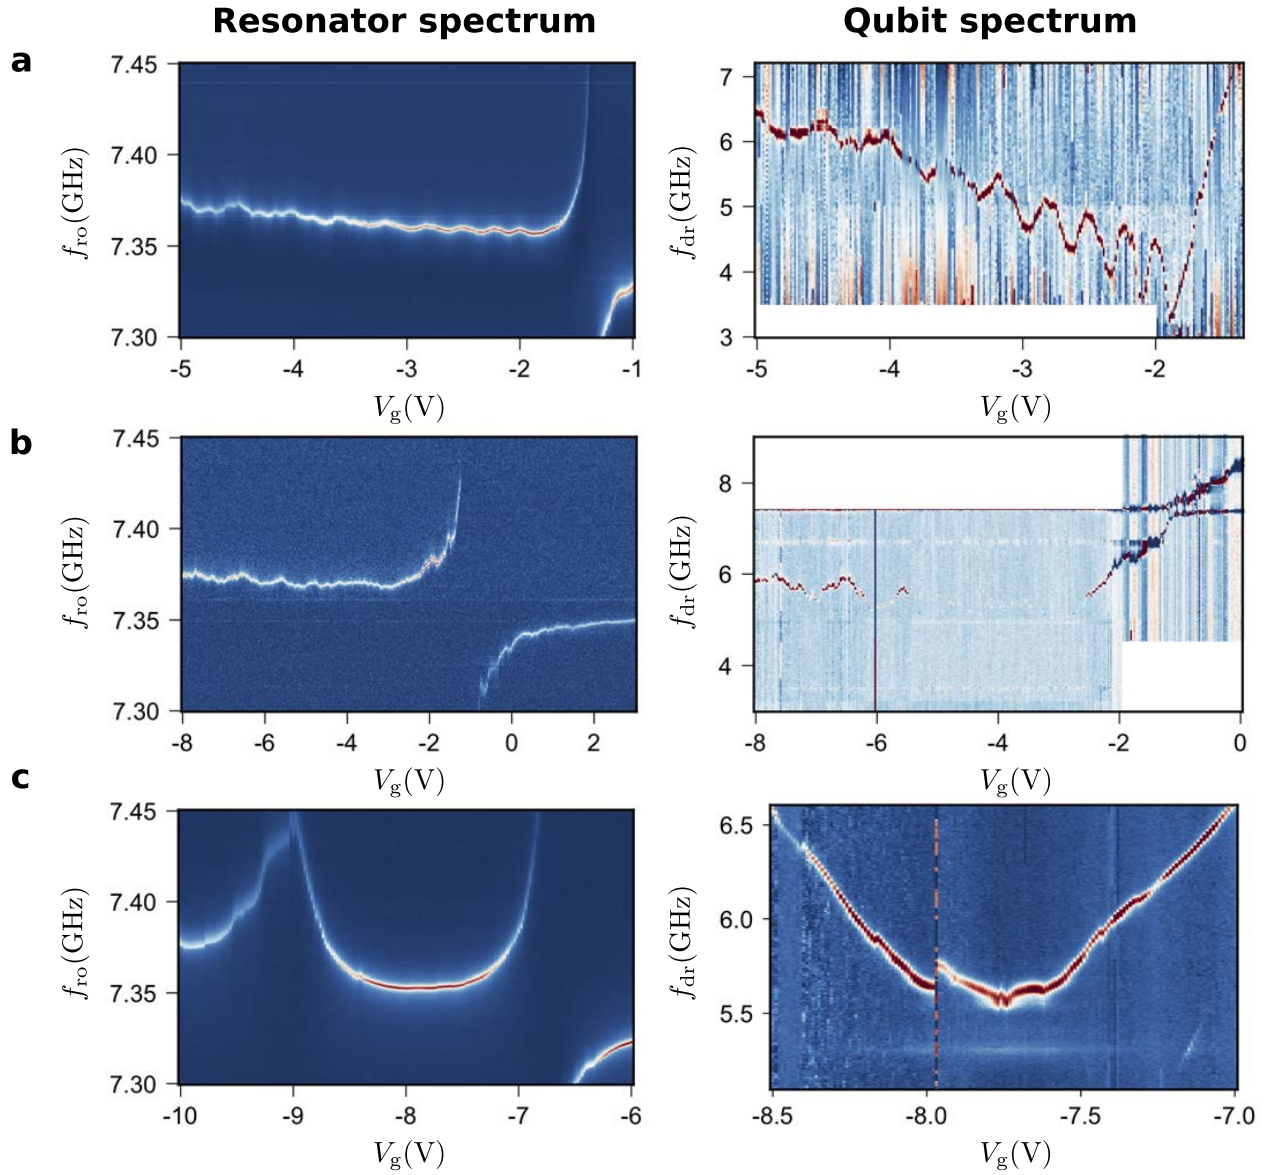 Resonator spectrum
Qubit spectrum
a
7.45
7.40
7.35
7.30
f_ro(GHz)
-5 -4 -3 -2 -1
V_g(V)
7
6
5
4
3
f_dr(GHz)
-5 -4 -3 -2
V_g(V)
b
7.45
7.40
7.35
7.30
f_ro(GHz)
-8 -6 -4 -2 0 2
V_g(V)
8
6
4
f_dr(GHz)
-8 -6 -4 -2 0
V_g(V)
c
7.45
7.40
7.35
7.30
f_ro(GHz)
-10 -9 -8 -7 -6
V_g(V)
6.5
6.0
5.5
f_dr(GHz)
-8.5 -8.0 -7.5 -7.0
V_g(V)